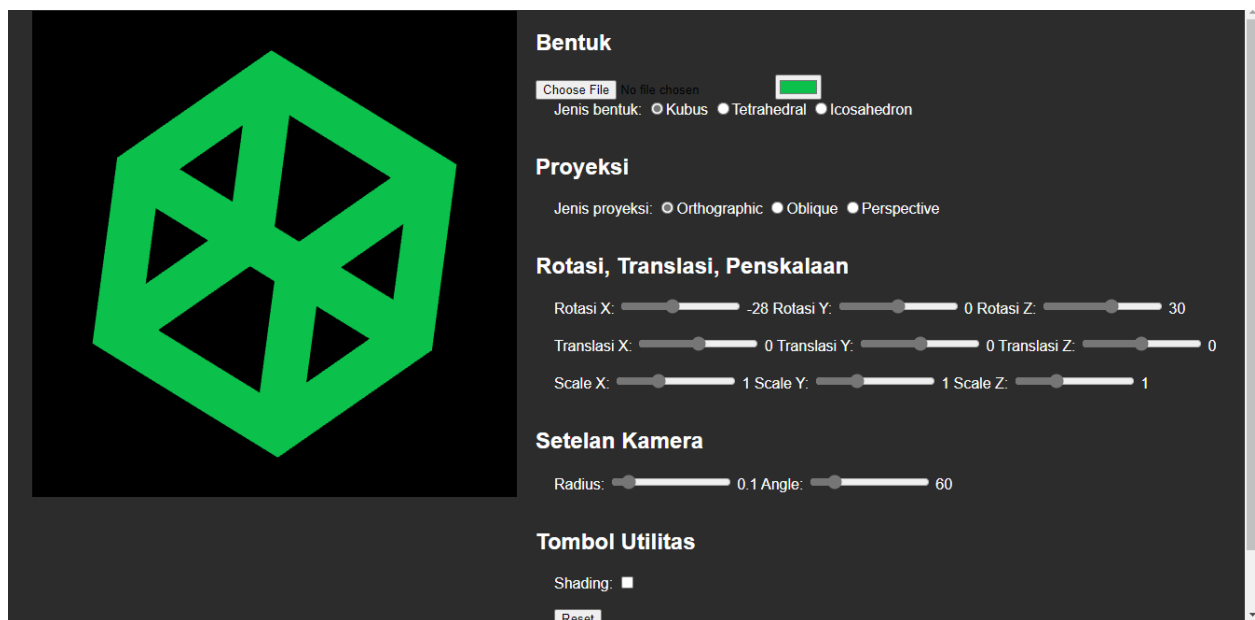 Bentuk
Choose File No file chosen
Jenis bentuk: Kubus Tetrahedral Icosahedron
Proyeksi
Jenis proyeksi: Orthographic Oblique Perspective
Rotasi, Translasi, Penskalaan
Rotasi X: -28 Rotasi Y: 0 Rotasi Z: 30
Translasi X: 0 Translasi Y: 0 Translasi Z: 0
Scale X: 1 Scale Y: 1 Scale Z: 1
Setelan Kamera
Radius: 0.1 Angle: 60
Tombol Utilitas
Shading:
Reset